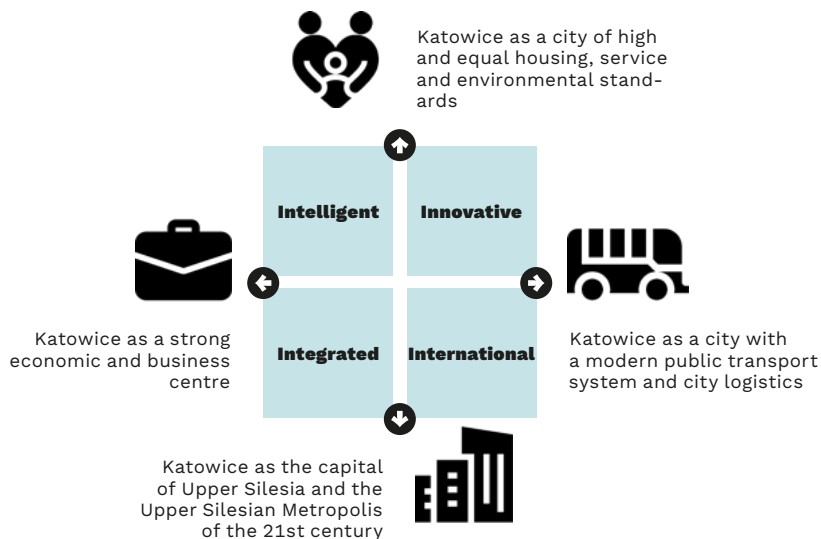 Katowice as a city of high
and equal housing, service
and environmental stand-
ards
Intelligent
Innovative
Katowice as a strong
economic and business
centre
Integrated
International
Katowice as a city with
a modern public transport
system and city logistics
Katowice as the capital
of Upper Silesia and the
Upper Silesian Metropolis
of the 21st century